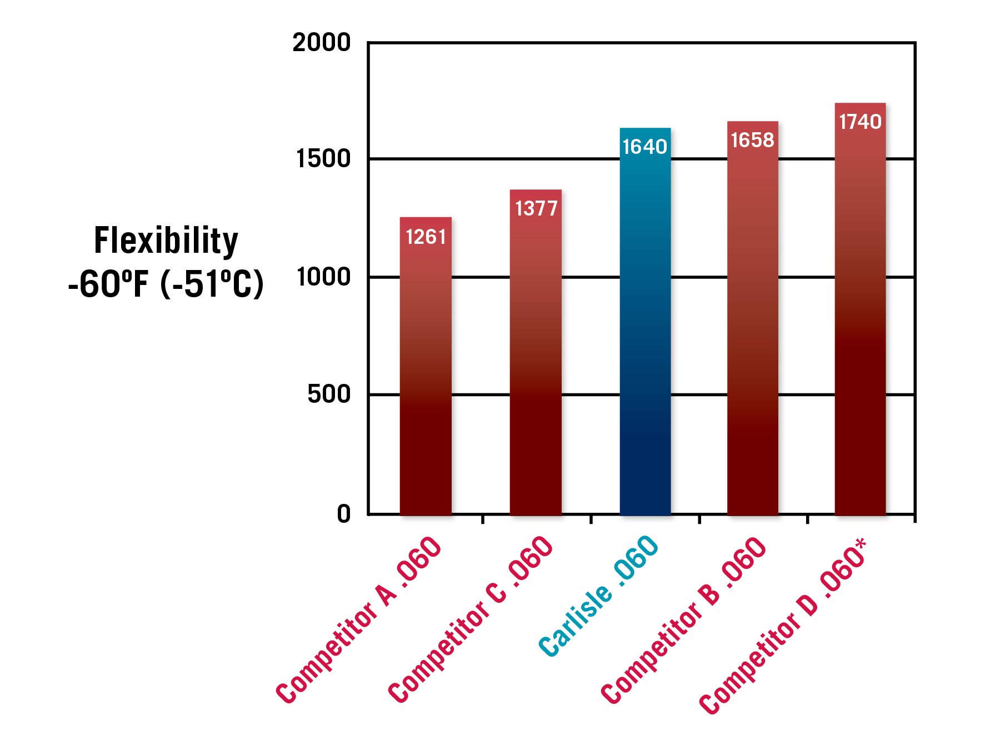 2000
1500
1000
500
0
Flexibility
-60ºF (-51ºC)
1261
1377
1640
1658
1740
Competitor A .060
Competitor C .060
Carlisle .060
Competitor B .060
Competitor D .060*